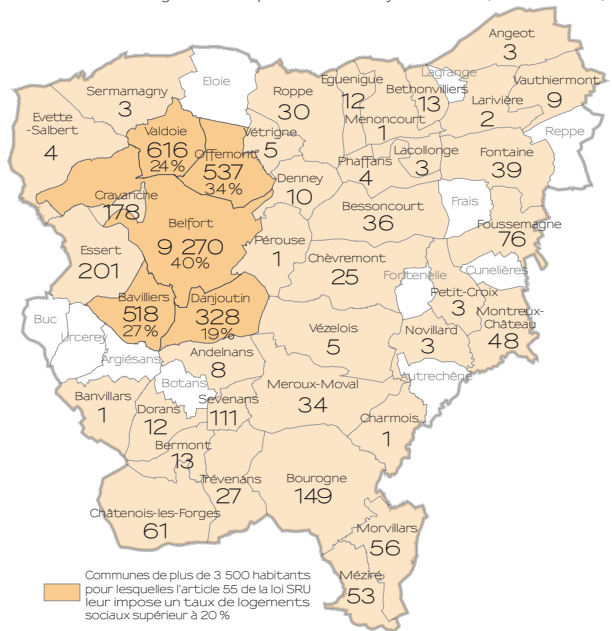 Angeot
3
Eloie
Lagrange
Sermamagny
3
Roppe
30
Eguenigue
12
Bethonvilliers
13
Vauthiermont
9
Larivière
2
Menoncourt
1
Evette
-Salbert
4
Valdoie
616
24 %
Offemont
537
34 %
Vétrigne
5
Reppe
Phaffans
4
Lacollonge
3
Fontaine
39
Denney
10
Cravanche
178
Bessoncourt
36
Frais
Foussemagne
76
Belfort
9 270
40%
Pérouse
1
Essert
201
Chèvremont
25
Cunelières
Fontenelle
Petit-Croix
3
Bavilliers
518
27 %
Danjoutin
328
19%
Montreux-
Château
48
Buc
Urcerey
Vézelois
5
Novillard
3
Argiésans
Andelnans
8
Autrechêne
Botans
Meroux-Moval
34
Banvillars
1
Dorans
12
Sevenans
111
Charmois
1
Bermont
13
Trévenans
27
Bourogne
149
Châtenois-les-Forges
61
Morvillars
56
Méziré
53
Communes de plus de 3 500 habitants
pour lesquelles l'article 55 de la loi SRU
leur impose un taux de logements
sociaux supérieur à 20 %